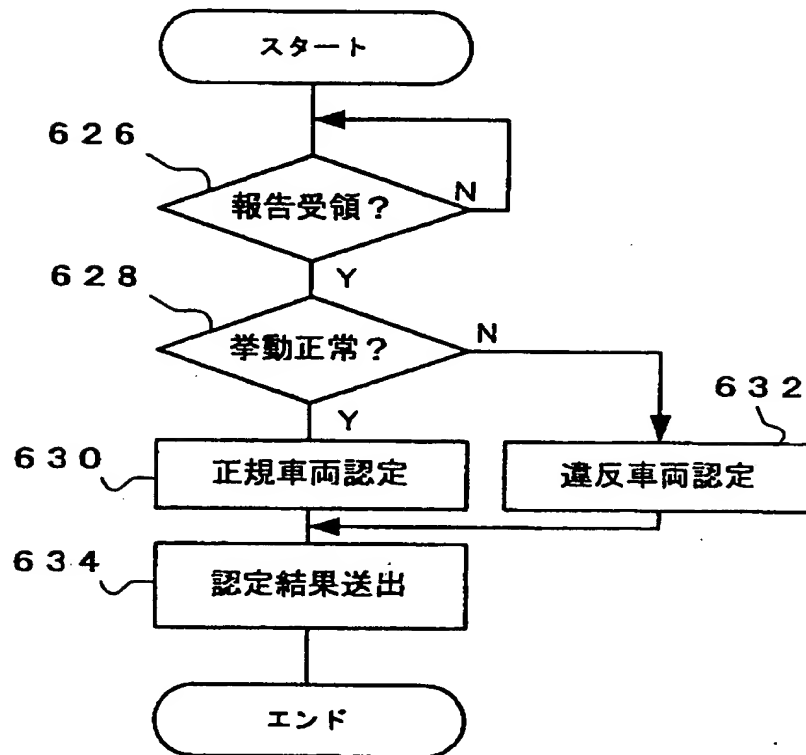 スタート
626
報告受領?
N
Y
628
挙動正常?
N
Y
632
630
正規車両認定
違反車両認定
634
認定結果送出
エンド